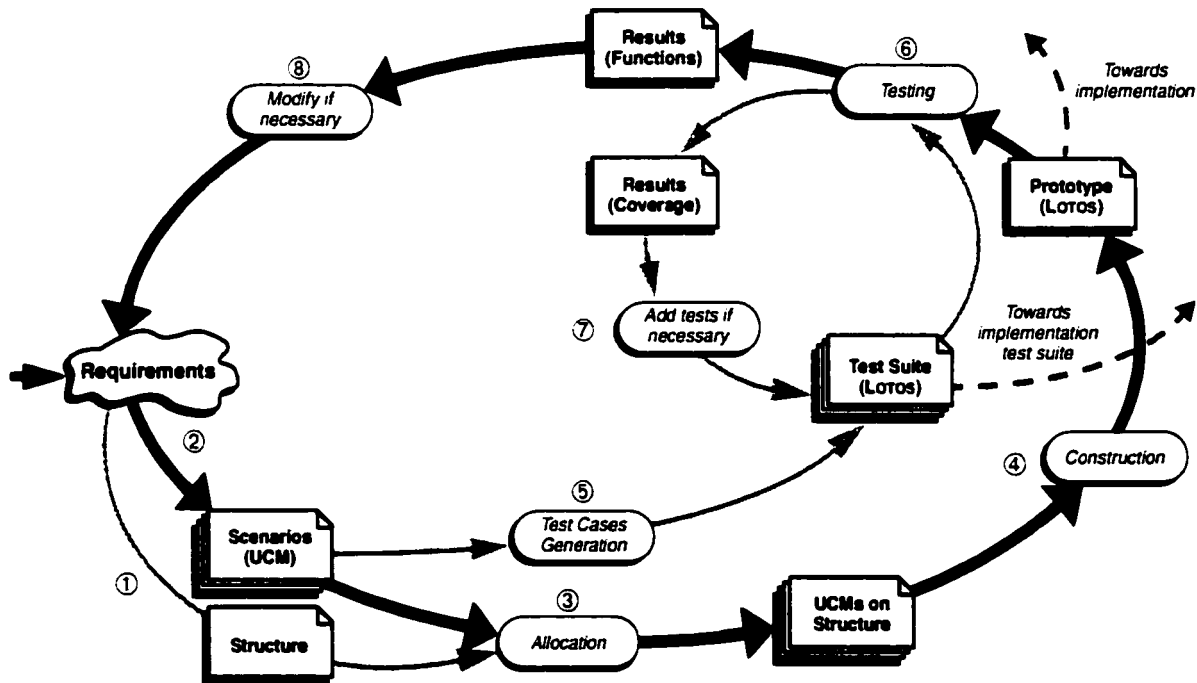 Results
(Functions)
⑥
Testing
Towards
implementation
⑧
Modify if
necessary
Results
(Coverage)
Prototype
(LOTOS)
⑦
Add tests if
necessary
Towards
implementation
test suite
Requirements
Test Suite
(LOTOS)
②
④
Construction
⑤
Test Cases
Generation
Scenarios
(UCM)
①
③
Allocation
Structure
UCMs on
Structure